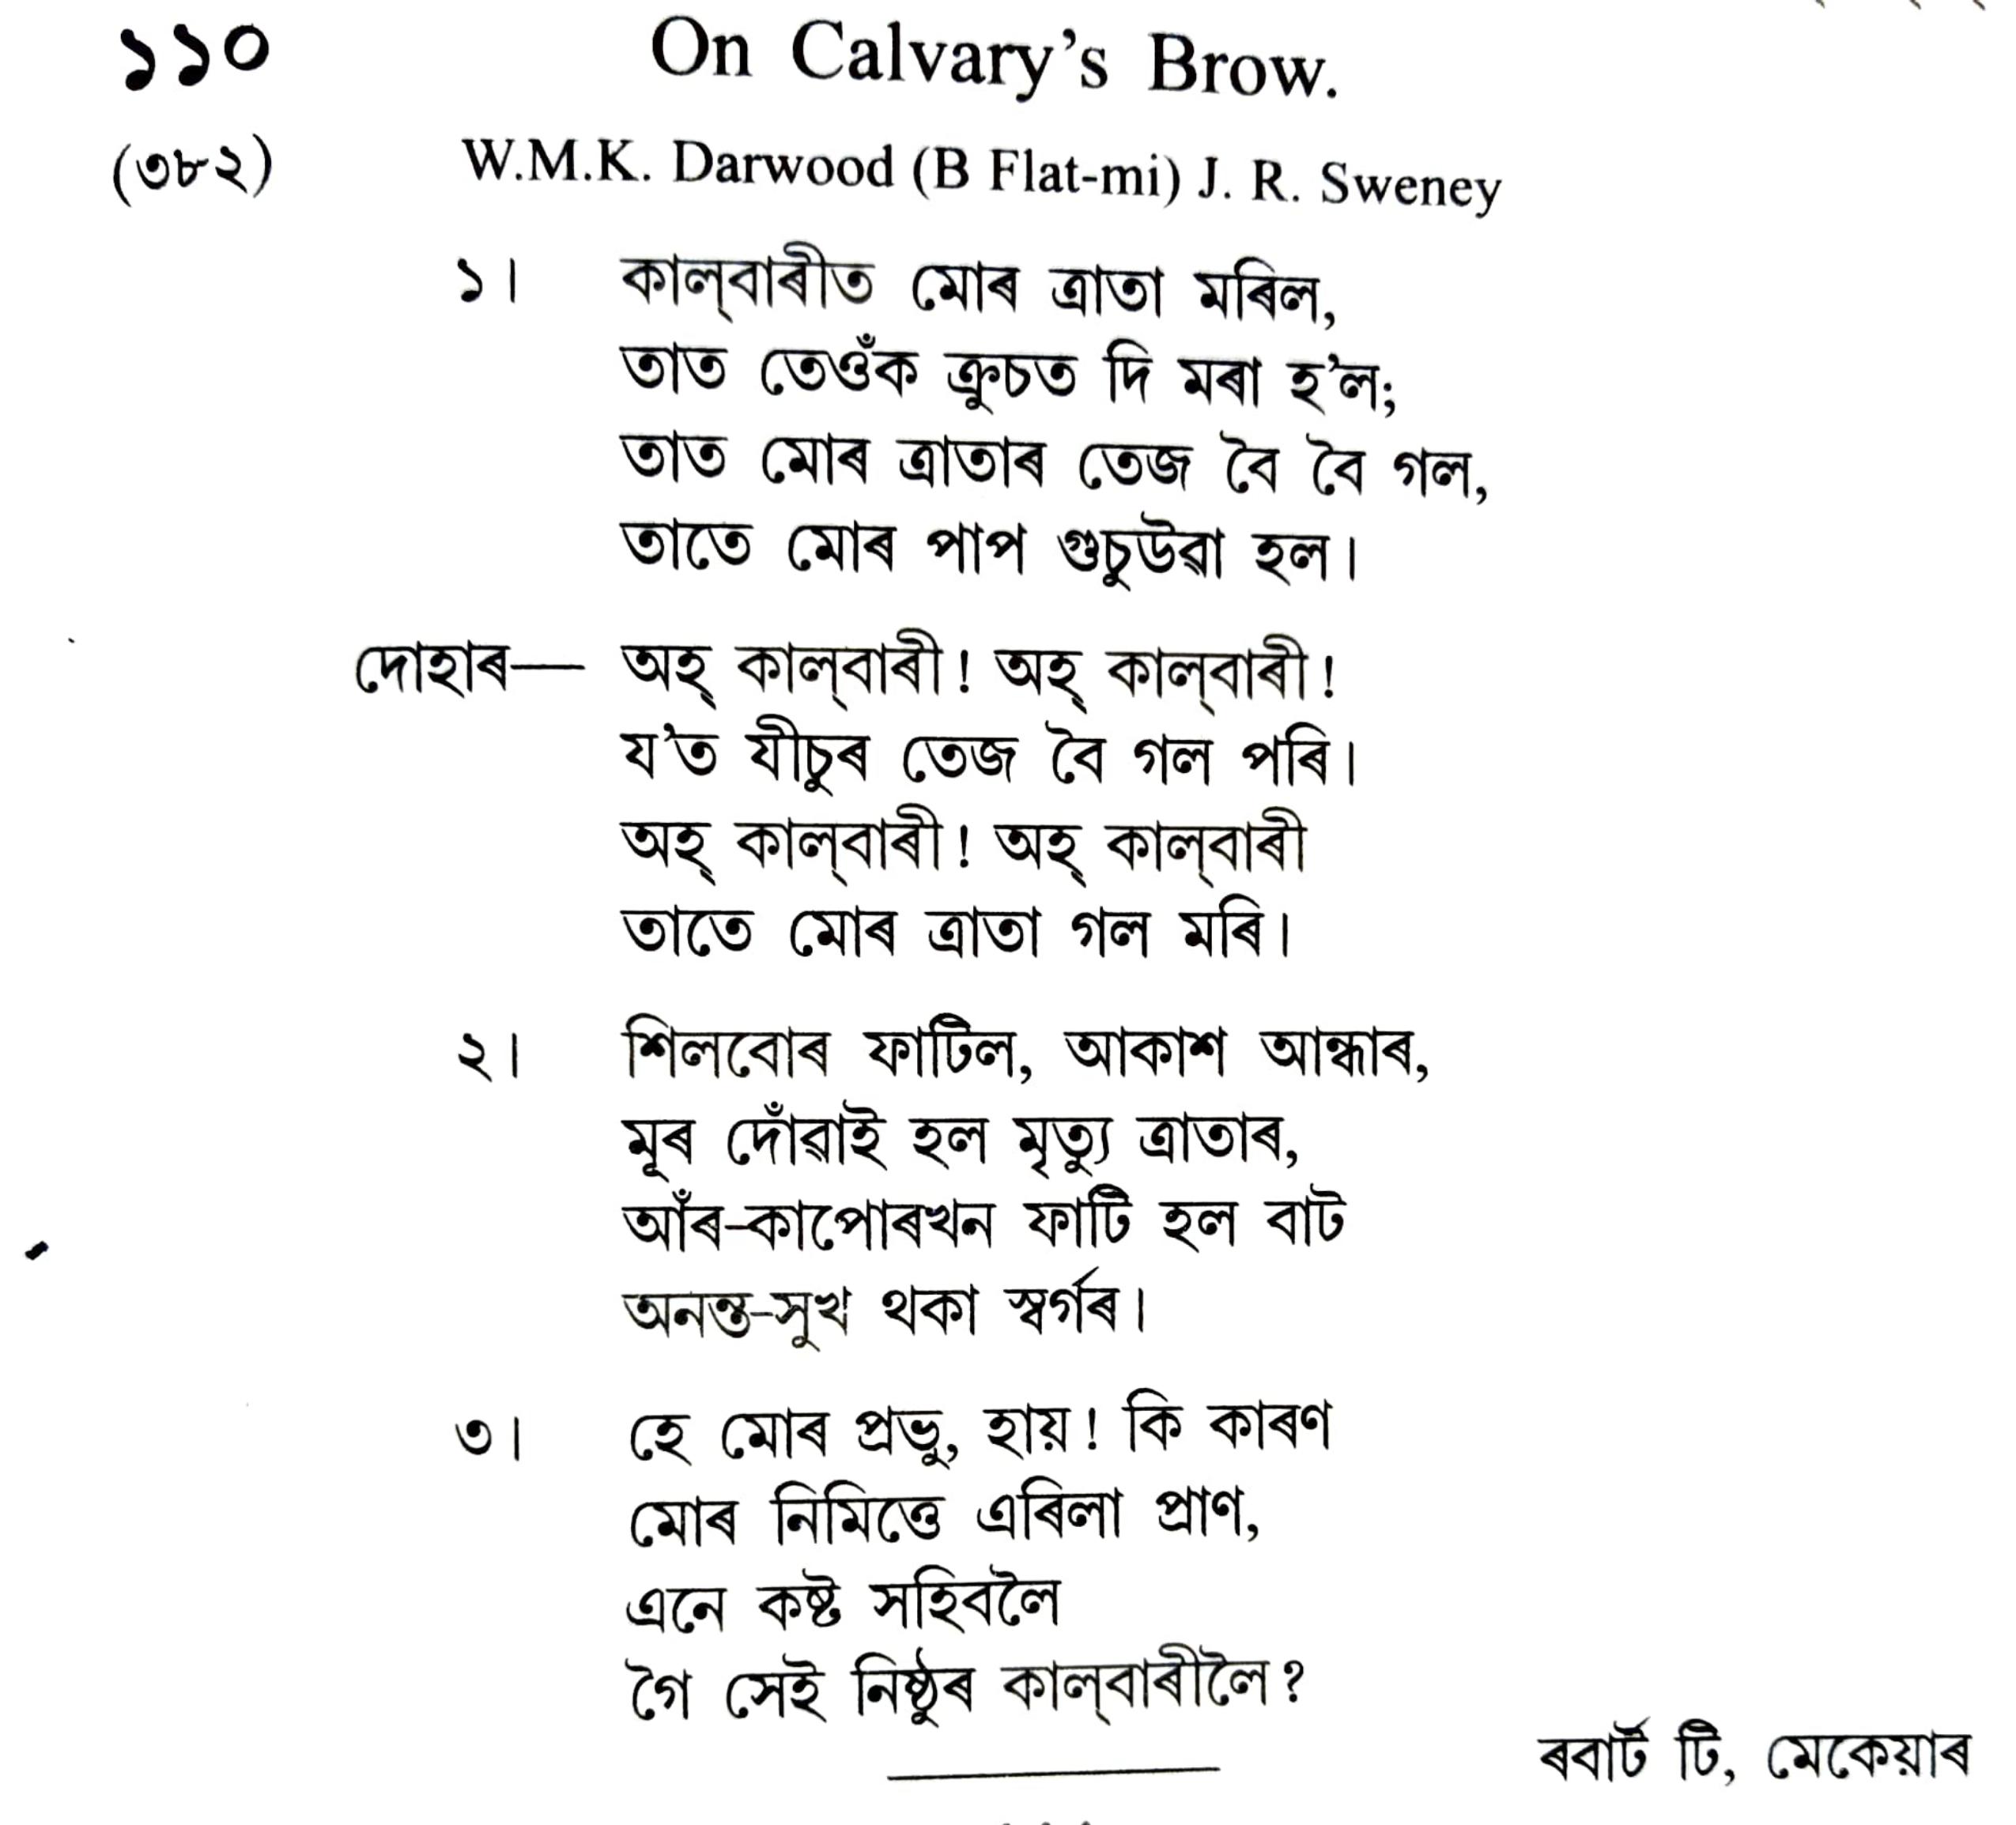 ১১০ On Calvary's Brow.
(৩৮২) W.M.K. Darwood (B Flat-mi) J. R. Sweney
১। কাল্‌বাৰীত মোৰ ত্ৰাতা মৰিল,
তাত তেওঁক ক্ৰুচত দি মৰা হ'ল;
তাত মোৰ ত্ৰাতাৰ তেজ বৈ বৈ গল,
তাতে মোৰ পাপ গুচুউৱা হল।
দোহাৰ— অহ্ কাল্‌বাৰী! অহ্ কাল্‌বাৰী!
য'ত যীচুৰ তেজ বৈ গল পৰি।
অহ্ কাল্‌বাৰী! অহ্ কাল্‌বাৰী
তাতে মোৰ ত্ৰাতা গল মৰি।
২। শিলবোৰ ফাটিল, আকাশ আন্ধাৰ,
মূৰ দোঁৱাই হল মৃত্যু ত্ৰাতাৰ,
আঁৰ-কাপোৰখন ফাটি হল বাট
অনন্ত-সুখ থকা স্বৰ্গৰ।
৩। হে মোৰ প্ৰভু, হায়! কি কাৰণ
মোৰ নিমিত্তে এৰিলা প্ৰাণ,
এনে কষ্ট সহিবলৈ
গৈ সেই নিষ্ঠুৰ কাল্‌বাৰীলৈ?
ৰবাৰ্ট টি, মেকেয়াৰ